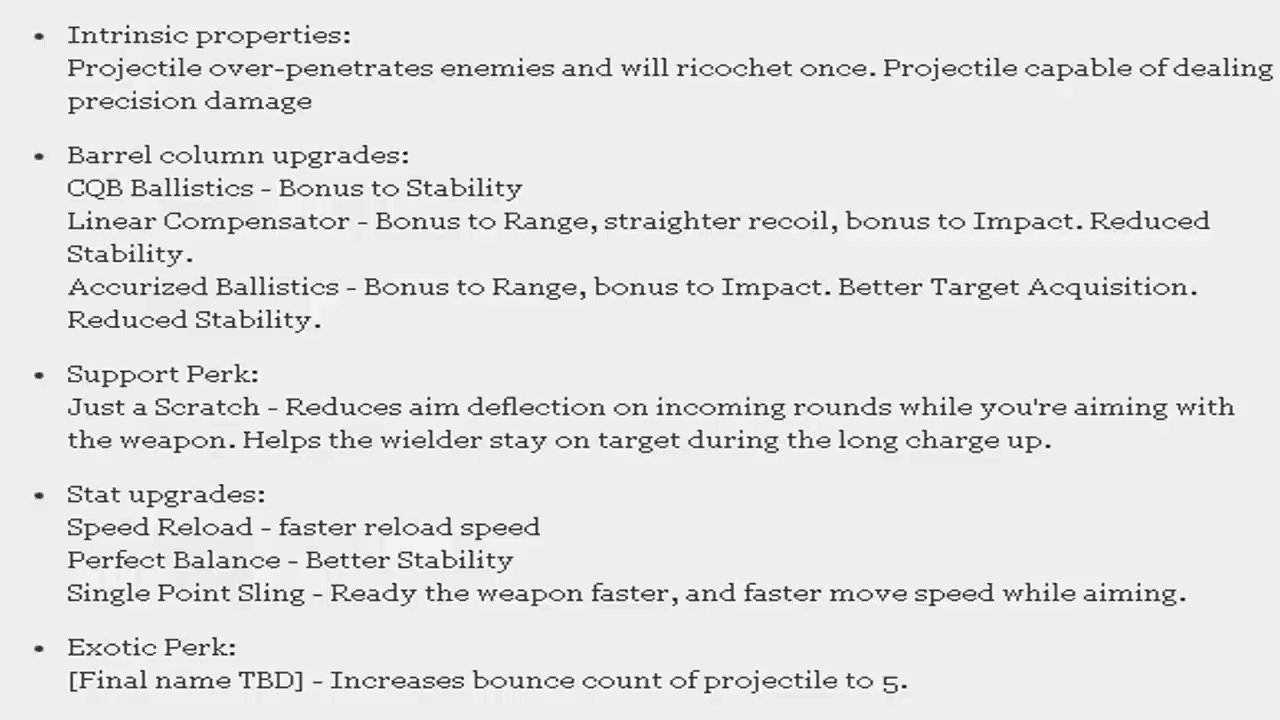 • Intrinsic properties:
Projectile over-penetrates enemies and will ricochet once. Projectile capable of dealing
precision damage
• Barrel column upgrades:
CQB Ballistics - Bonus to Stability
Linear Compensator - Bonus to Range, straighter recoil, bonus to Impact. Reduced
Stability.
Accurized Ballistics - Bonus to Range, bonus to Impact. Better Target Acquisition.
Reduced Stability.
• Support Perk:
Just a Scratch - Reduces aim deflection on incoming rounds while you're aiming with
the weapon. Helps the wielder stay on target during the long charge up.
• Stat upgrades:
Speed Reload - faster reload speed
Perfect Balance - Better Stability
Single Point Sling - Ready the weapon faster, and faster move speed while aiming.
• Exotic Perk:
[Final name TBD] - Increases bounce count of projectile to 5.